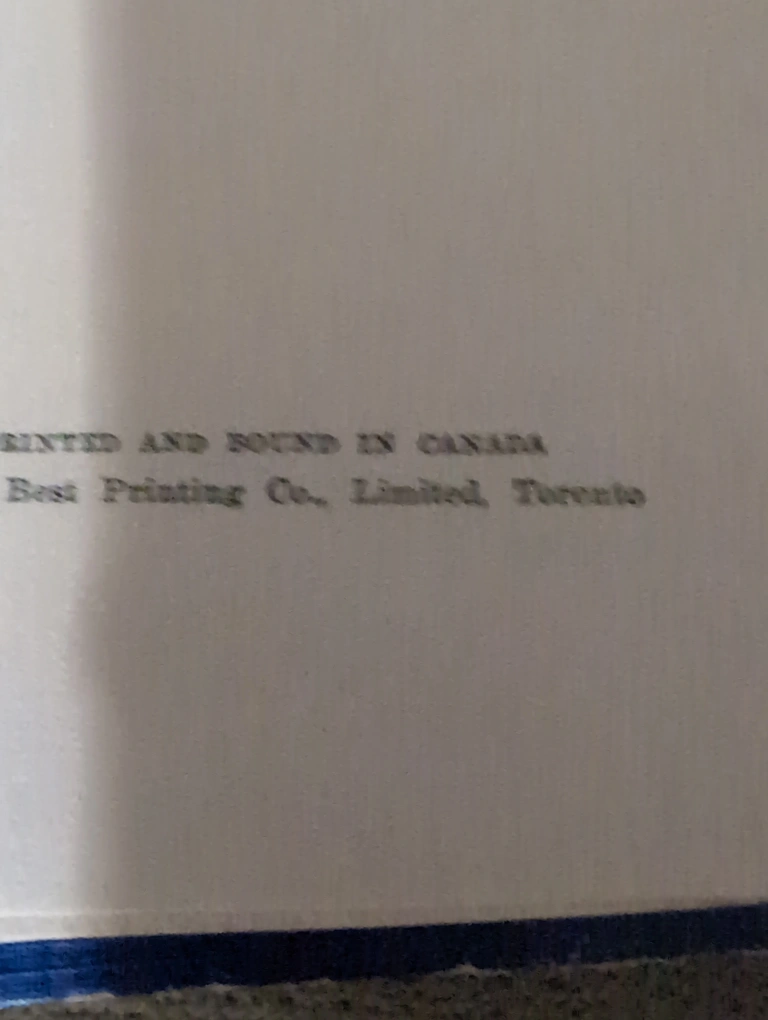 RINTED AND BOUND IN CANADA
Best Printing Co., Limited, Toronto